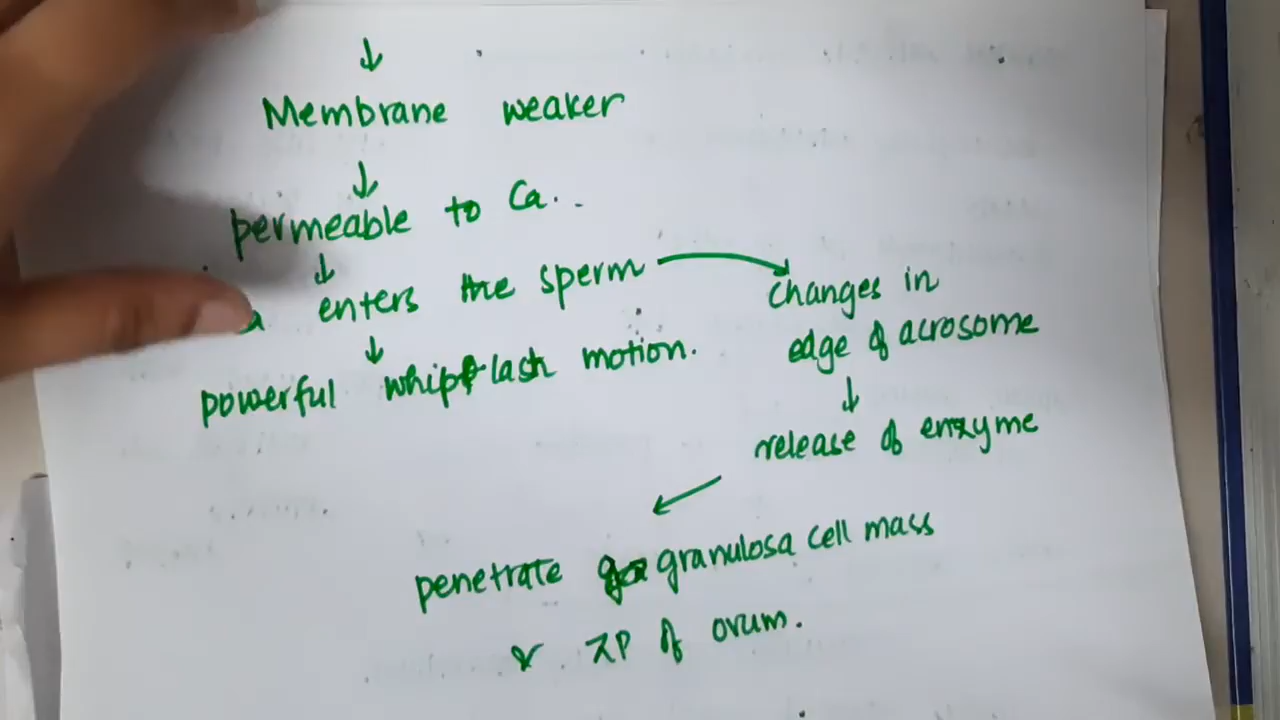 ↓
Membrane weaker
↓
permeable to Ca..
↓
enters the sperm →
↓
powerful whiplash motion.
changes in
edge of acrosome
↓
release of enzyme
↙
penetrate granulosa cell mass
& ZP of ovum.